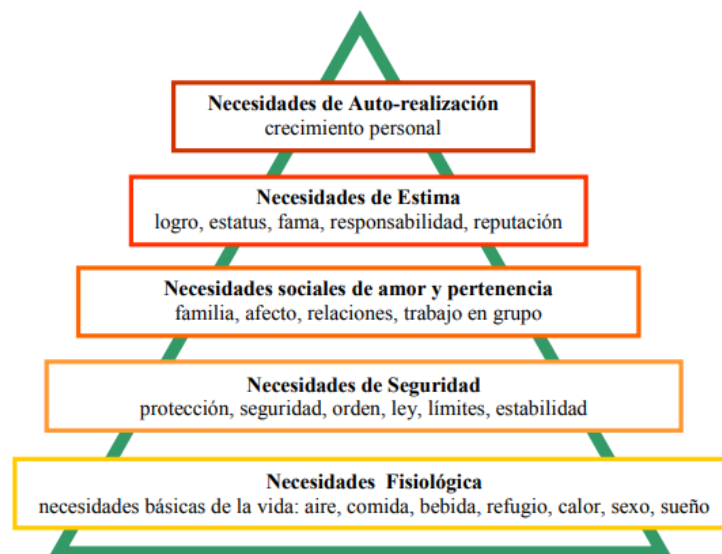 Necesidades de Auto-realización
crecimiento personal
Necesidades de Estima
logro, estatus, fama, responsabilidad, reputación
Necesidades sociales de amor y pertenencia
familia, afecto, relaciones, trabajo en grupo
Necesidades de Seguridad
protección, seguridad, orden, ley, límites, estabilidad
Necesidades Fisiológica
necesidades básicas de la vida: aire, comida, bebida, refugio, calor, sexo, sueño